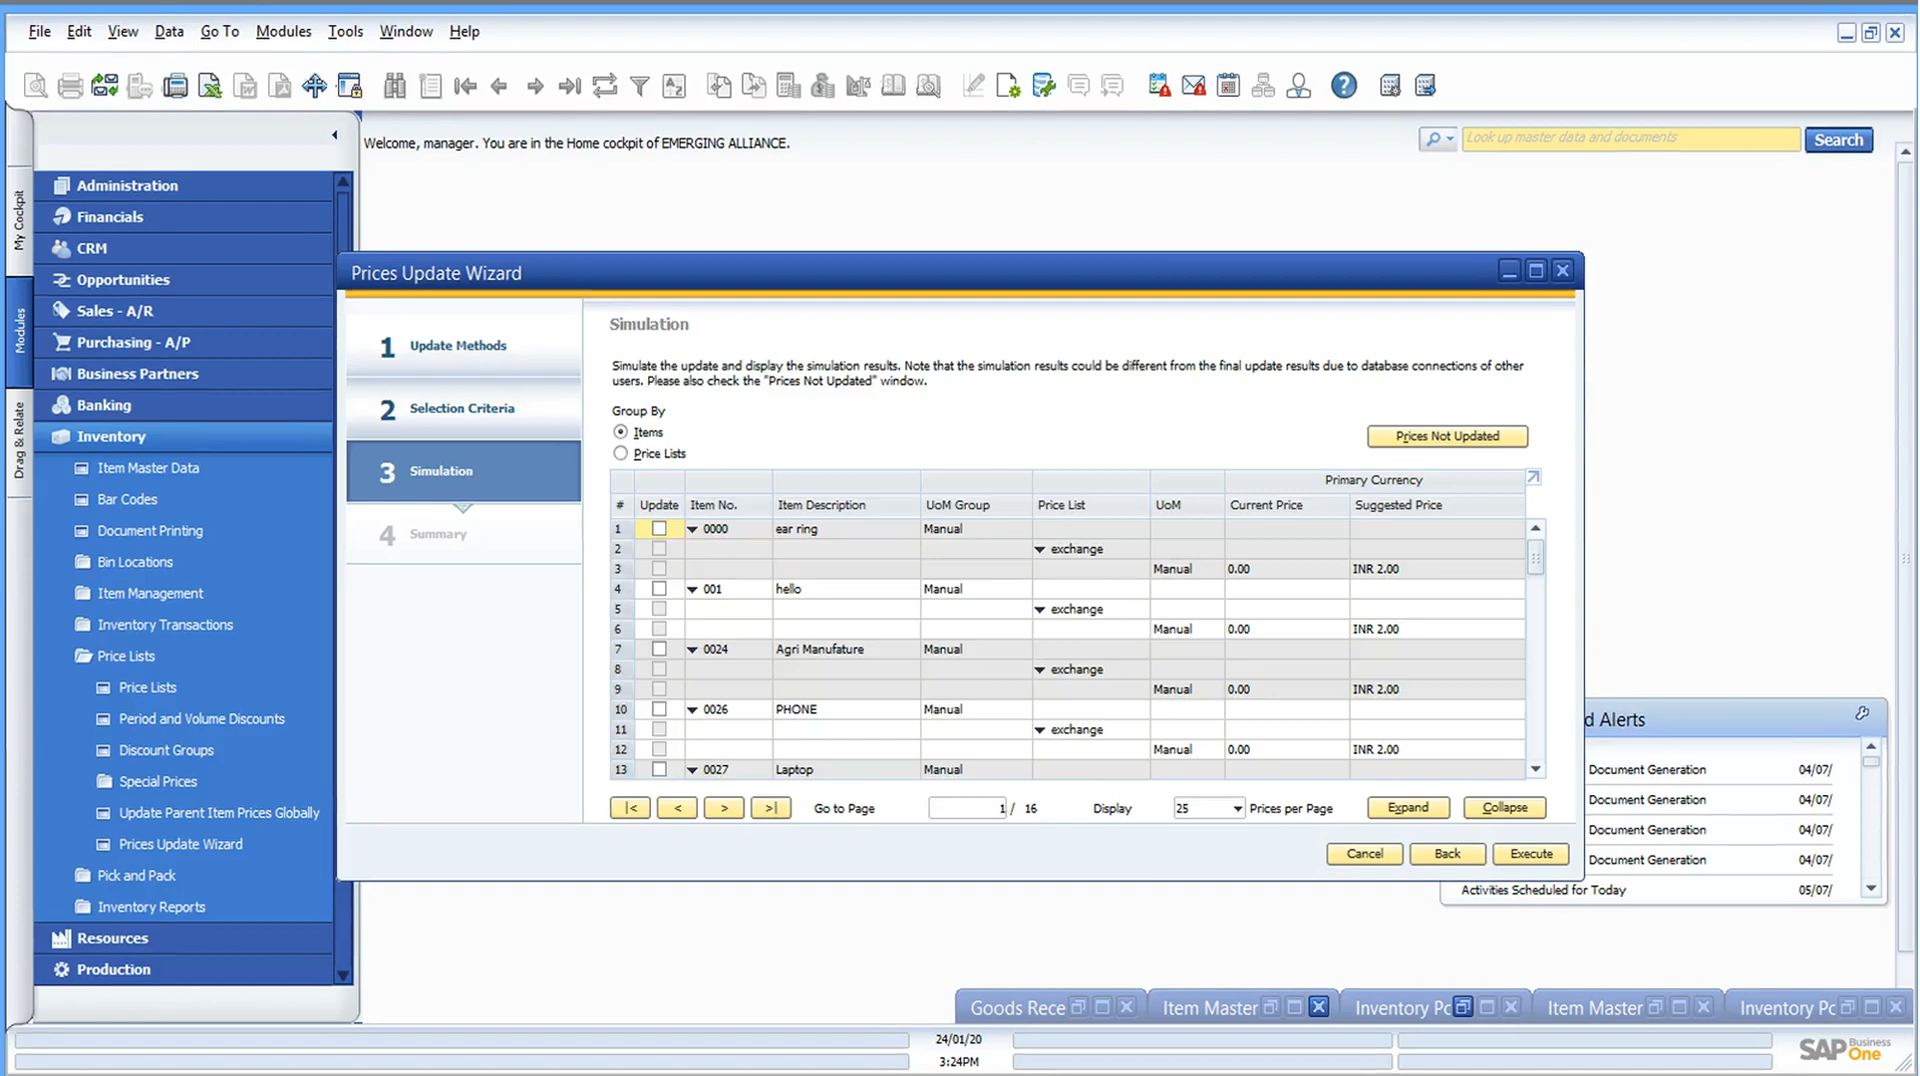 File Edit View Data Go To Modules Tools Window Help
Welcome, manager. You are in the Home cockpit of EMERGING ALLIANCE.
Look up master data and documents
Search
My Cockpit
Modules
Drag & Relate
Administration
Financials
CRM
Opportunities
Sales - A/R
Purchasing - A/P
Business Partners
Banking
Inventory
Item Master Data
Bar Codes
Document Printing
Bin Locations
Item Management
Inventory Transactions
Price Lists
Price Lists
Period and Volume Discounts
Discount Groups
Special Prices
Update Parent Item Prices Globally
Prices Update Wizard
Pick and Pack
Inventory Reports
Resources
Production
Prices Update Wizard
1 Update Methods
2 Selection Criteria
3 Simulation
4 Summary
Simulation
Simulate the update and display the simulation results. Note that the simulation results could be different from the final update results due to database connections of other
users. Please also check the "Prices Not Updated" window.
Group By
Items
Price Lists
Prices Not Updated
Primary Currency
# Update Item No. Item Description UoM Group Price List UoM Current Price Suggested Price
1 0000 ear ring Manual
2 exchange
3 Manual 0.00 INR 2.00
4 001 hello Manual
5 exchange
6 Manual 0.00 INR 2.00
7 0024 Agri Manufature Manual
8 exchange
9 Manual 0.00 INR 2.00
10 0026 PHONE Manual
11 exchange
12 Manual 0.00 INR 2.00
13 0027 Laptop Manual
|< < > >| Go to Page 1 / 16 Display 25 Prices per Page Expand Collapse
Cancel Back Execute
d Alerts
Document Generation 04/07/
Document Generation 04/07/
Document Generation 04/07/
Document Generation 04/07/
Activities Scheduled for Today 05/07/
Goods Rece Item Master Inventory Pc Item Master Inventory Pc
24/01/20
3:24PM
SAP Business One